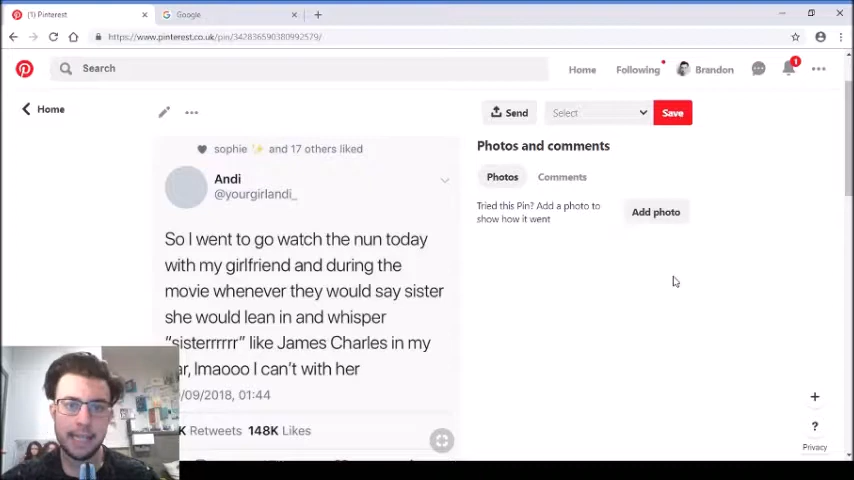 (1) Pinterest
Google
https://www.pinterest.co.uk/pin/342836590380992579/
Search
Home
Following
Brandon
1
Home
Send
Select
Save
sophie ✨ and 17 others liked
Andi
@yourgirlandi_
So I went to go watch the nun today
with my girlfriend and during the
movie whenever they would say sister
she would lean in and whisper
“sisterrrrrr” like James Charles in my
ar, lmaooo I can’t with her
/09/2018, 01:44
K Retweets 148K Likes
Photos and comments
Photos
Comments
Tried this Pin? Add a photo to
show how it went
Add photo
+
?
Privacy